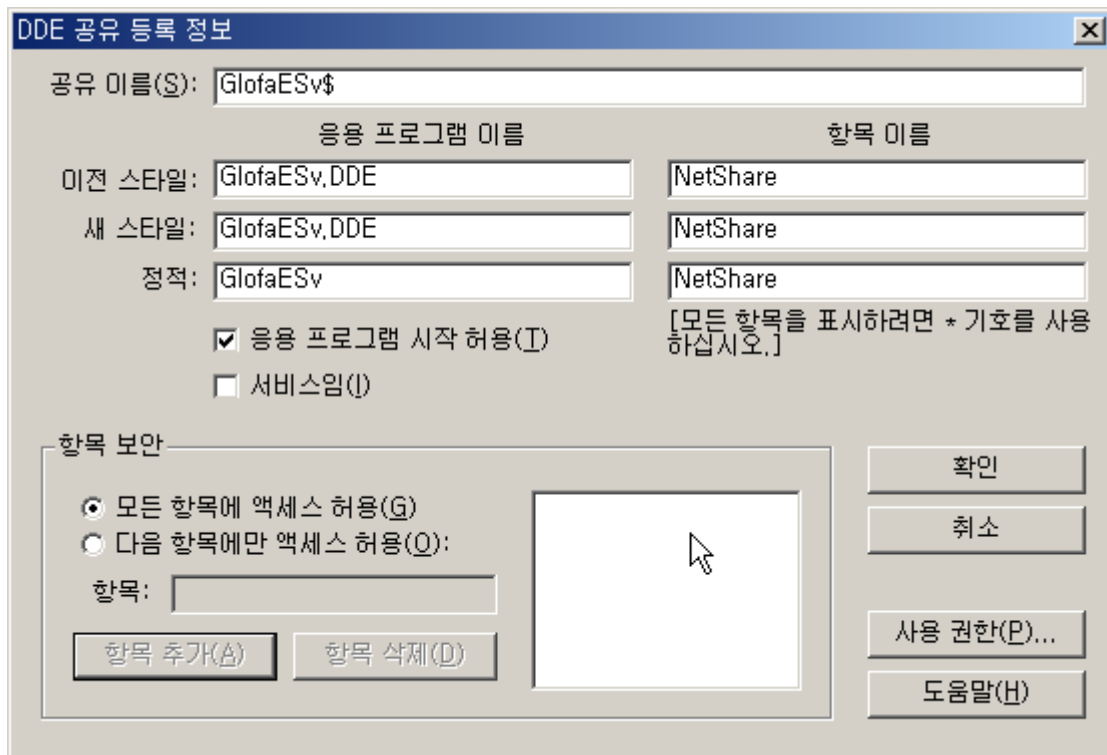 DDE 공유 등록 정보
공유 이름(S): GlofaESv$
응용 프로그램 이름 항목 이름
이전 스타일: GlofaESv,DDE NetShare
새 스타일: GlofaESv,DDE NetShare
정적: GlofaESv NetShare
응용 프로그램 시작 허용(T)
[모든 항목을 표시하려면 * 기호를 사용
하십시오.]
서비스임(I)
항목 보안
모든 항목에 액세스 허용(G)
다음 항목에만 액세스 허용(O):
항목:
항목 추가(A) 항목 삭제(D)
확인
취소
사용 권한(P)...
도움말(H)